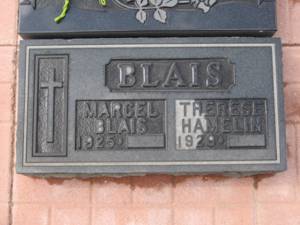 BLAIS
MARCEL BLAIS
1925
THERESE HAMELIN
1929